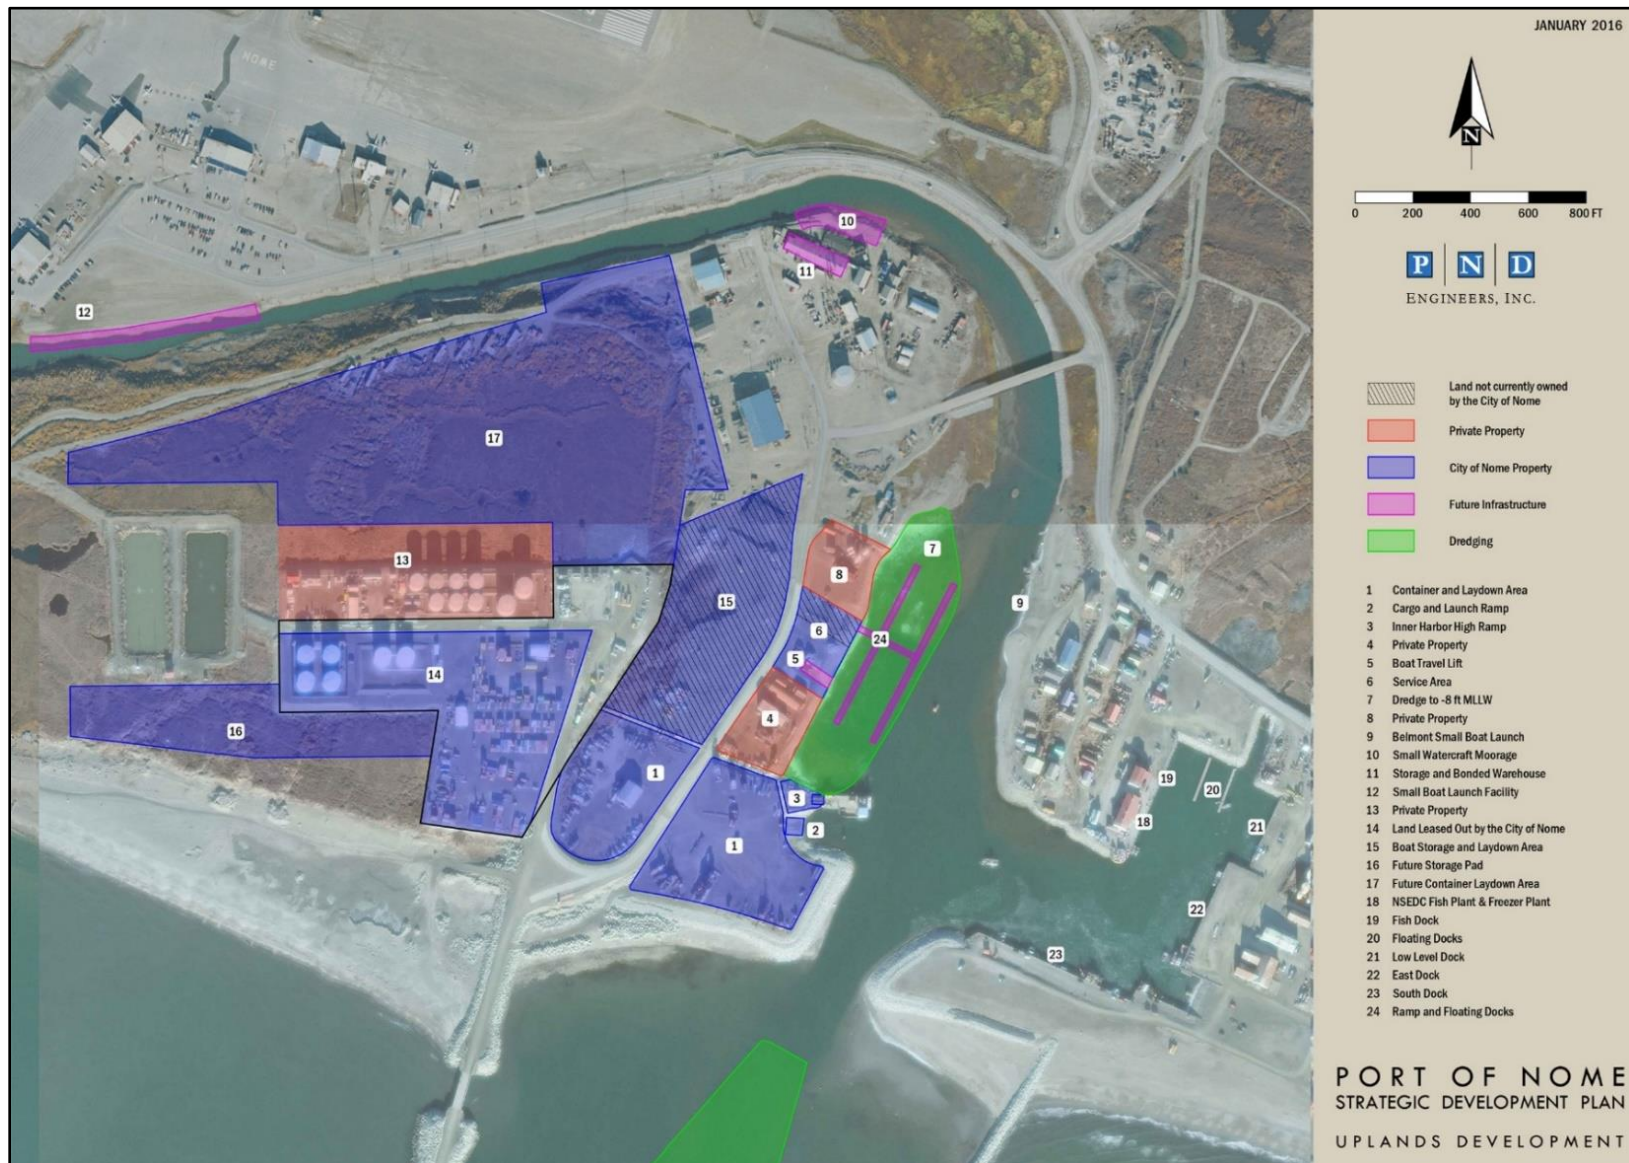 JANUARY 2016
N
0 200 400 600 800 FT
P N D
ENGINEERS, INC.
Land not currently owned
by the City of Nome
Private Property
City of Nome Property
Future Infrastructure
Dredging
1 Container and Laydown Area
2 Cargo and Launch Ramp
3 Inner Harbor High Ramp
4 Private Property
5 Boat Travel Lift
6 Service Area
7 Dredge to -8 ft MLLW
8 Private Property
9 Belmont Small Boat Launch
10 Small Watercraft Moorage
11 Storage and Bonded Warehouse
12 Small Boat Launch Facility
13 Private Property
14 Land Leased Out by the City of Nome
15 Boat Storage and Laydown Area
16 Future Storage Pad
17 Future Container Laydown Area
18 NSEDC Fish Plant & Freezer Plant
19 Fish Dock
20 Floating Docks
21 Low Level Dock
22 East Dock
23 South Dock
24 Ramp and Floating Docks
PORT OF NOME
STRATEGIC DEVELOPMENT PLAN
UPLANDS DEVELOPMENT
NOME
10
11
12
17
13
7
8
15
9
6
24
5
14
4
16
1
19
20
3
18
2
21
1
22
23